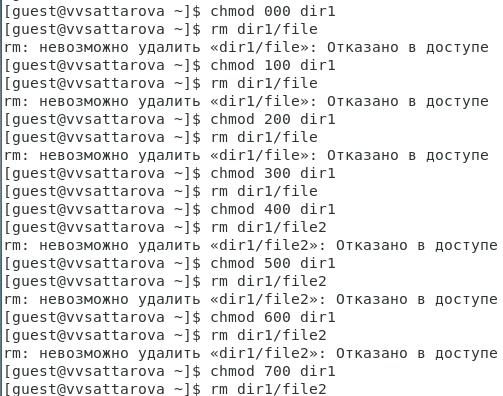 [guest@vvsattarova ~]$ chmod 000 dir1
[guest@vvsattarova ~]$ rm dir1/file
rm: невозможно удалить «dir1/file»: Отказано в доступе
[guest@vvsattarova ~]$ chmod 100 dir1
[guest@vvsattarova ~]$ rm dir1/file
rm: невозможно удалить «dir1/file»: Отказано в доступе
[guest@vvsattarova ~]$ chmod 200 dir1
[guest@vvsattarova ~]$ rm dir1/file
rm: невозможно удалить «dir1/file»: Отказано в доступе
[guest@vvsattarova ~]$ chmod 300 dir1
[guest@vvsattarova ~]$ rm dir1/file
[guest@vvsattarova ~]$ chmod 400 dir1
[guest@vvsattarova ~]$ rm dir1/file2
rm: невозможно удалить «dir1/file2»: Отказано в доступе
[guest@vvsattarova ~]$ chmod 500 dir1
[guest@vvsattarova ~]$ rm dir1/file2
rm: невозможно удалить «dir1/file2»: Отказано в доступе
[guest@vvsattarova ~]$ chmod 600 dir1
[guest@vvsattarova ~]$ rm dir1/file2
rm: невозможно удалить «dir1/file2»: Отказано в доступе
[guest@vvsattarova ~]$ chmod 700 dir1
[guest@vvsattarova ~]$ rm dir1/file2